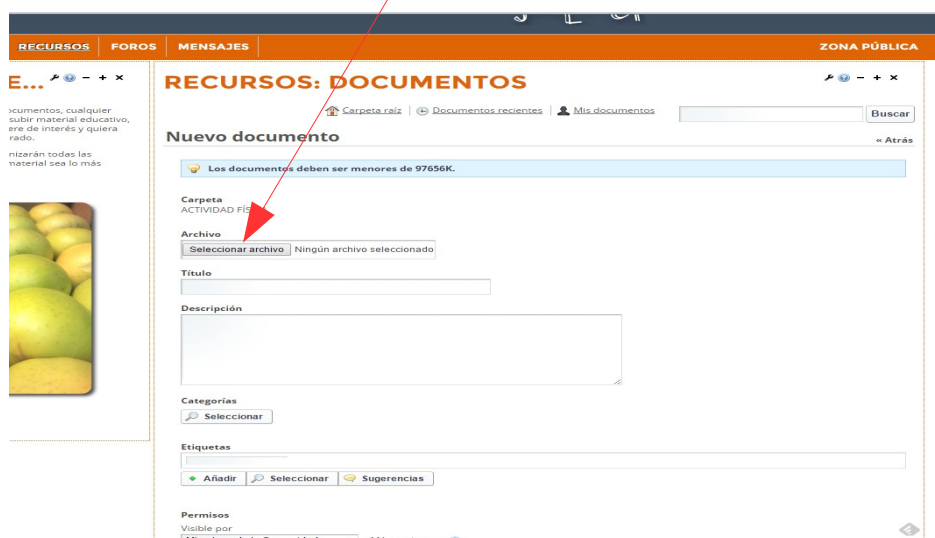 RECURSOS FOROS MENSAJES ZONA PÚBLICA
E...
ocumentos, cualquier
subir material educativo,
ere de interés y quiera
rado.
nizarán todas las
material sea lo más
RECURSOS: DOCUMENTOS
Carpeta raíz Documentos recientes Mis documentos Buscar
Nuevo documento « Atrás
Los documentos deben ser menores de 97656K.
Carpeta
ACTIVIDAD
Archivo
Seleccionar archivo Ningún archivo seleccionado
Título
Descripción
Categorías
Seleccionar
Etiquetas
Añadir Seleccionar Sugerencias
Permisos
Visible por